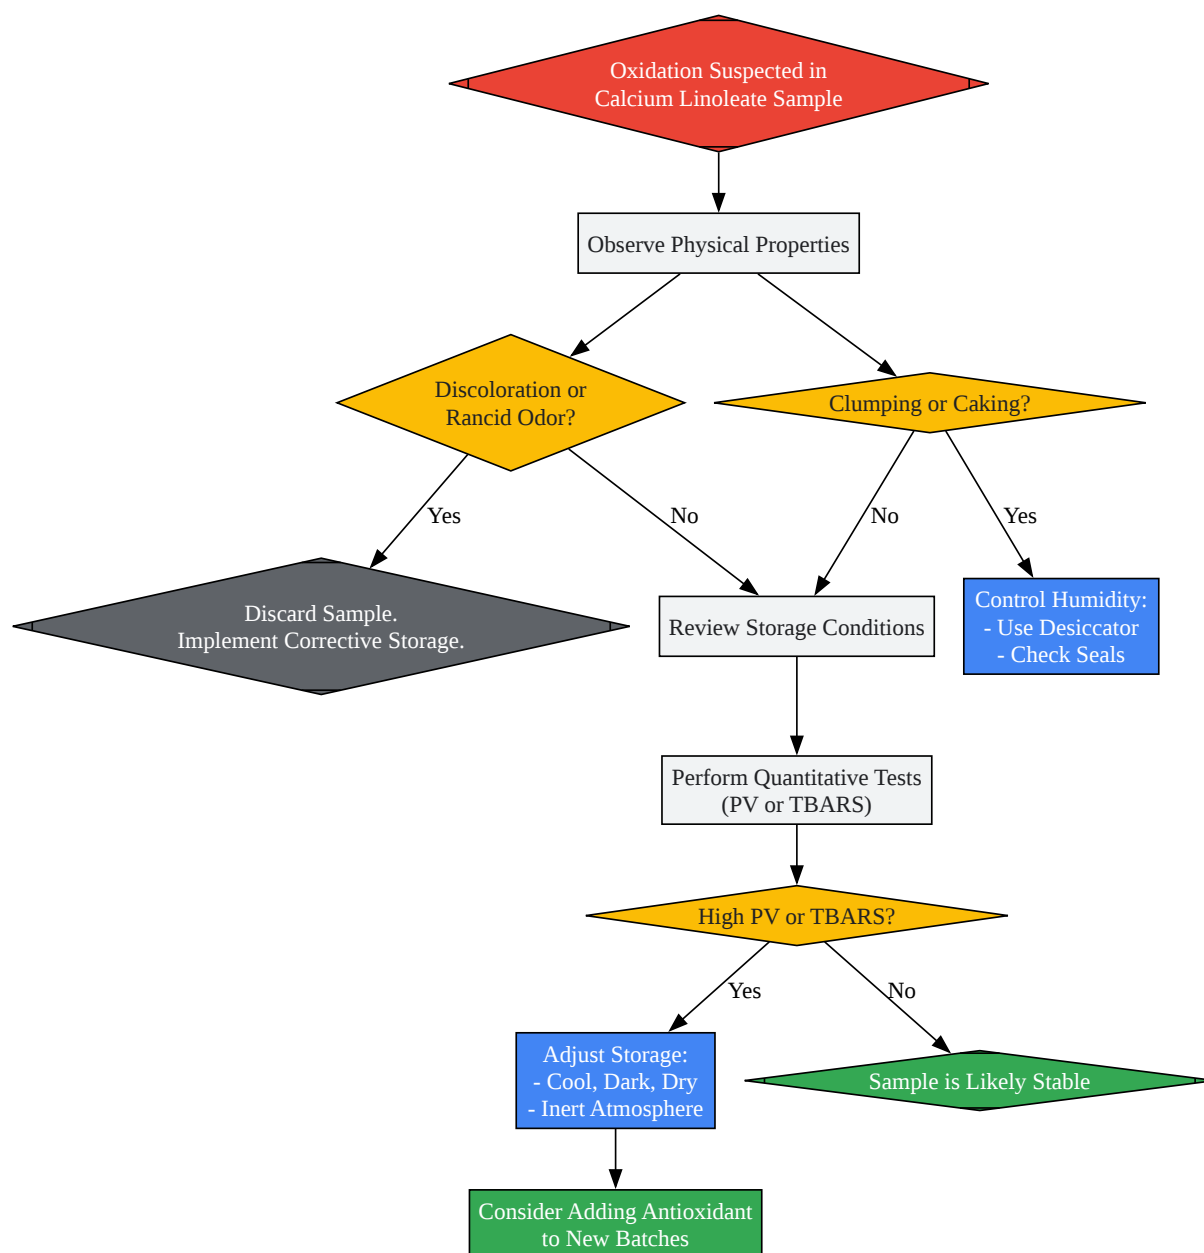 Oxidation Suspected in
Calcium Linoleate Sample
Observe Physical Properties
Discoloration or
Rancid Odor?
Clumping or Caking?
Yes
No
No
Yes
Discard Sample.
Implement Corrective Storage.
Review Storage Conditions
Control Humidity:
- Use Desiccator
- Check Seals
Perform Quantitative Tests
(PV or TBARS)
High PV or TBARS?
Yes
No
Adjust Storage:
- Cool, Dark, Dry
- Inert Atmosphere
Sample is Likely Stable
Consider Adding Antioxidant
to New Batches